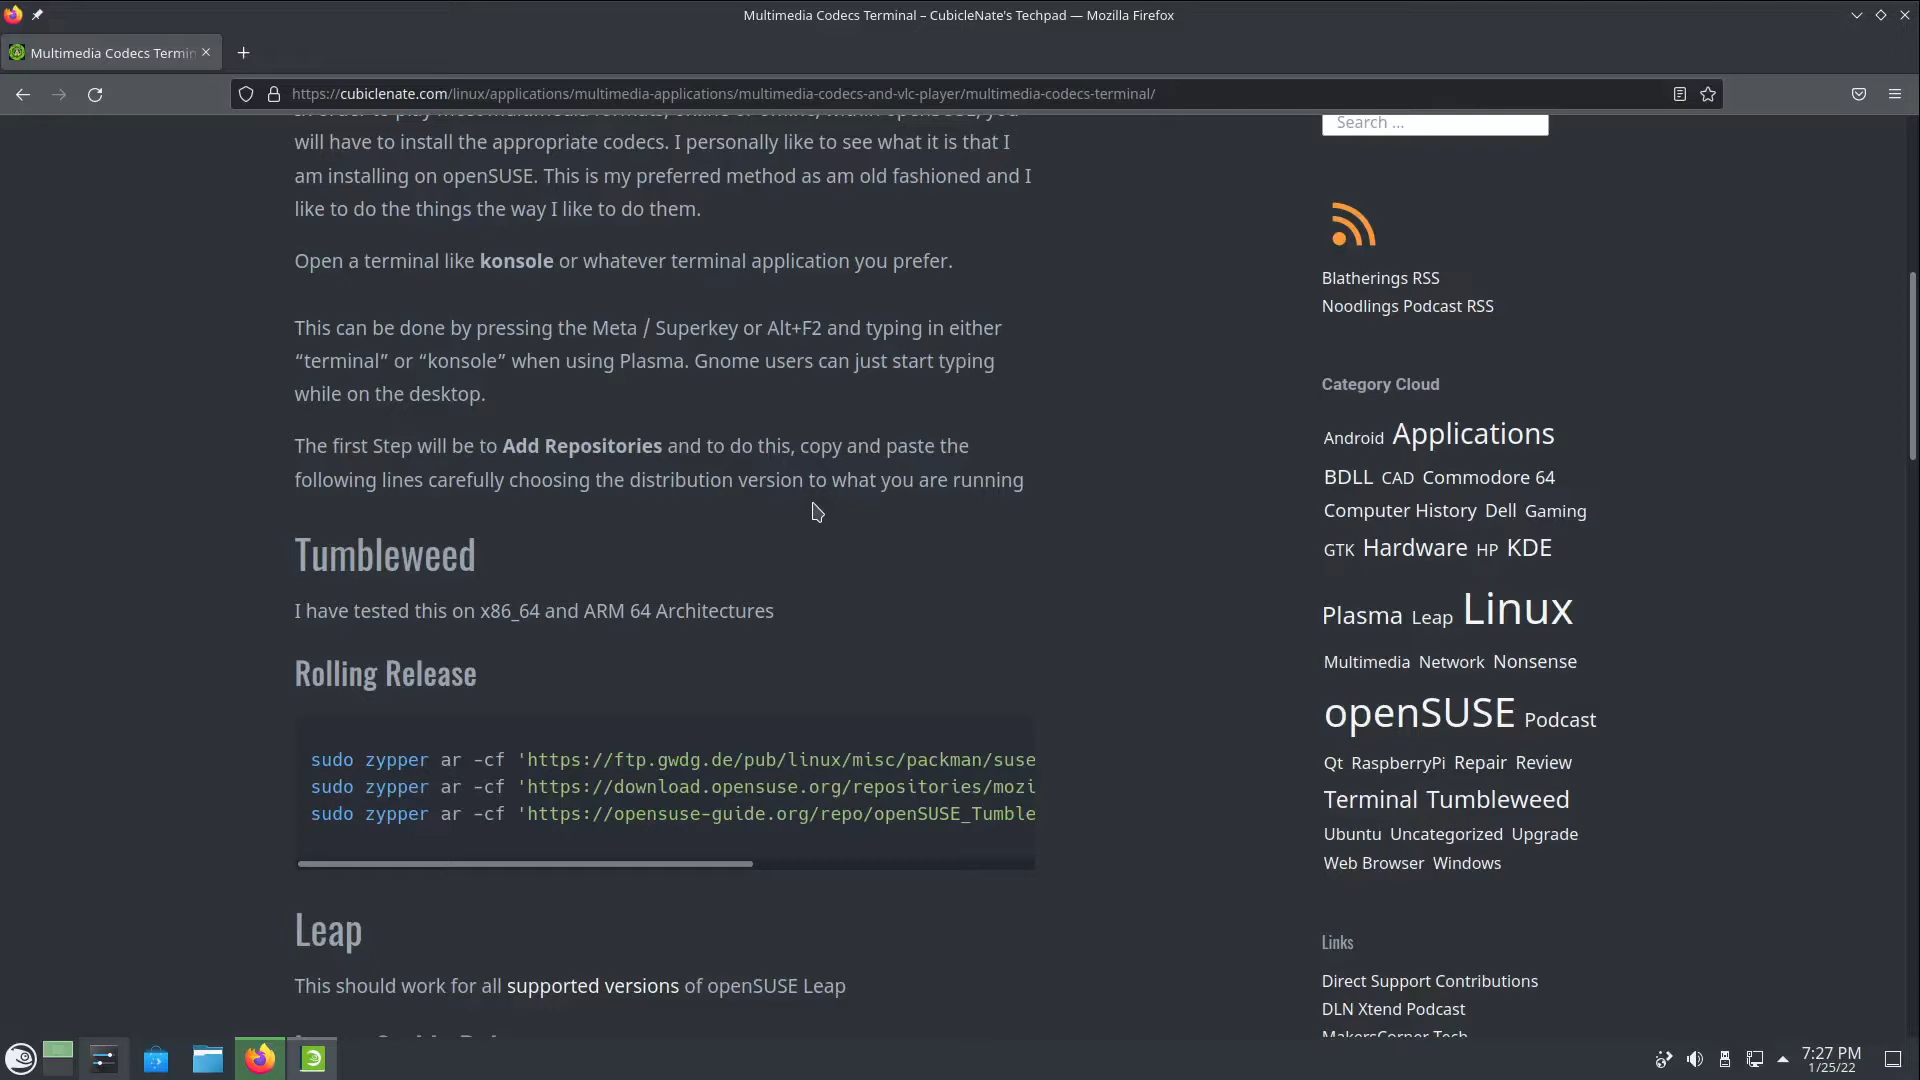 Multimedia Codecs Terminal – CubicleNate's Techpad — Mozilla Firefox
Multimedia Codecs Termin
https://cubiclenate.com/linux/applications/multimedia-applications/multimedia-codecs-and-vlc-player/multimedia-codecs-terminal/
will have to install the appropriate codecs. I personally like to see what it is that I
am installing on openSUSE. This is my preferred method as am old fashioned and I
like to do the things the way I like to do them.
Open a terminal like konsole or whatever terminal application you prefer.
This can be done by pressing the Meta / Superkey or Alt+F2 and typing in either
“terminal” or “konsole” when using Plasma. Gnome users can just start typing
while on the desktop.
The first Step will be to Add Repositories and to do this, copy and paste the
following lines carefully choosing the distribution version to what you are running
Tumbleweed
I have tested this on x86_64 and ARM 64 Architectures
Rolling Release
sudo zypper ar -cf 'https://ftp.gwdg.de/pub/linux/misc/packman/suse
sudo zypper ar -cf 'https://download.opensuse.org/repositories/mozi
sudo zypper ar -cf 'https://opensuse-guide.org/repo/openSUSE_Tumble
Leap
This should work for all supported versions of openSUSE Leap
Search ...
Blatherings RSS
Noodlings Podcast RSS
Category Cloud
Android Applications
BDLL CAD Commodore 64
Computer History Dell Gaming
GTK Hardware HP KDE
Plasma Leap Linux
Multimedia Network Nonsense
openSUSE Podcast
Qt RaspberryPi Repair Review
Terminal Tumbleweed
Ubuntu Uncategorized Upgrade
Web Browser Windows
Links
Direct Support Contributions
DLN Xtend Podcast
MakersCorner Tech
7:27 PM
1/25/22